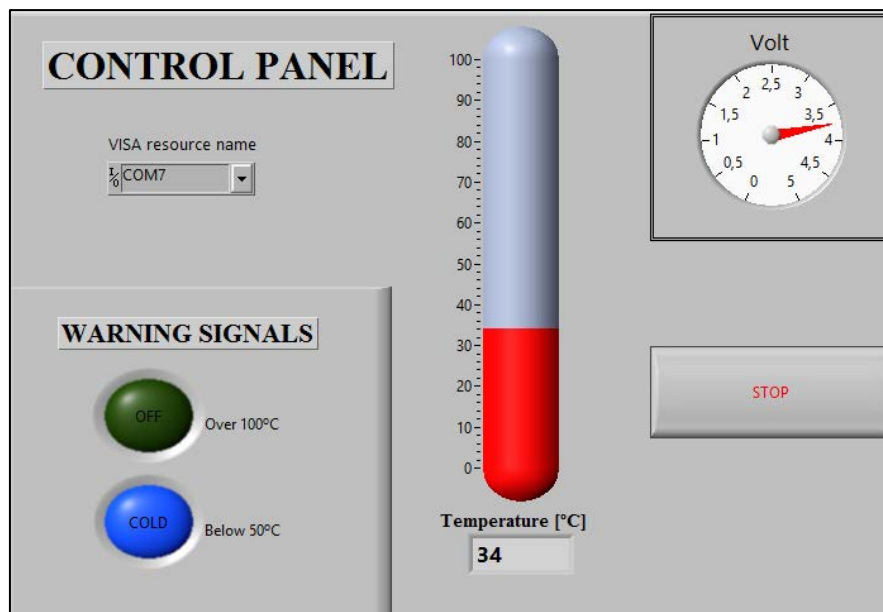 CONTROL PANEL
VISA resource name
I/O COM7
WARNING SIGNALS
OFF
Over 100ºC
COLD
Below 50ºC
100
90
80
70
60
50
40
30
20
10
0
Temperature [ºC]
34
Volt
0
0,5
1
1,5
2
2,5
3
3,5
4
4,5
5
STOP